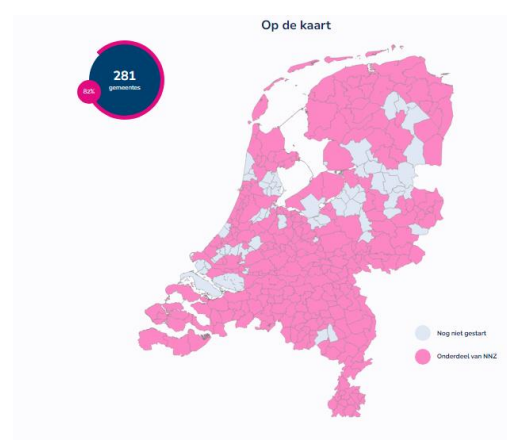 Op de kaart
281
gemeentes
82%
Nog niet gestart
Onderdeel van NNZ